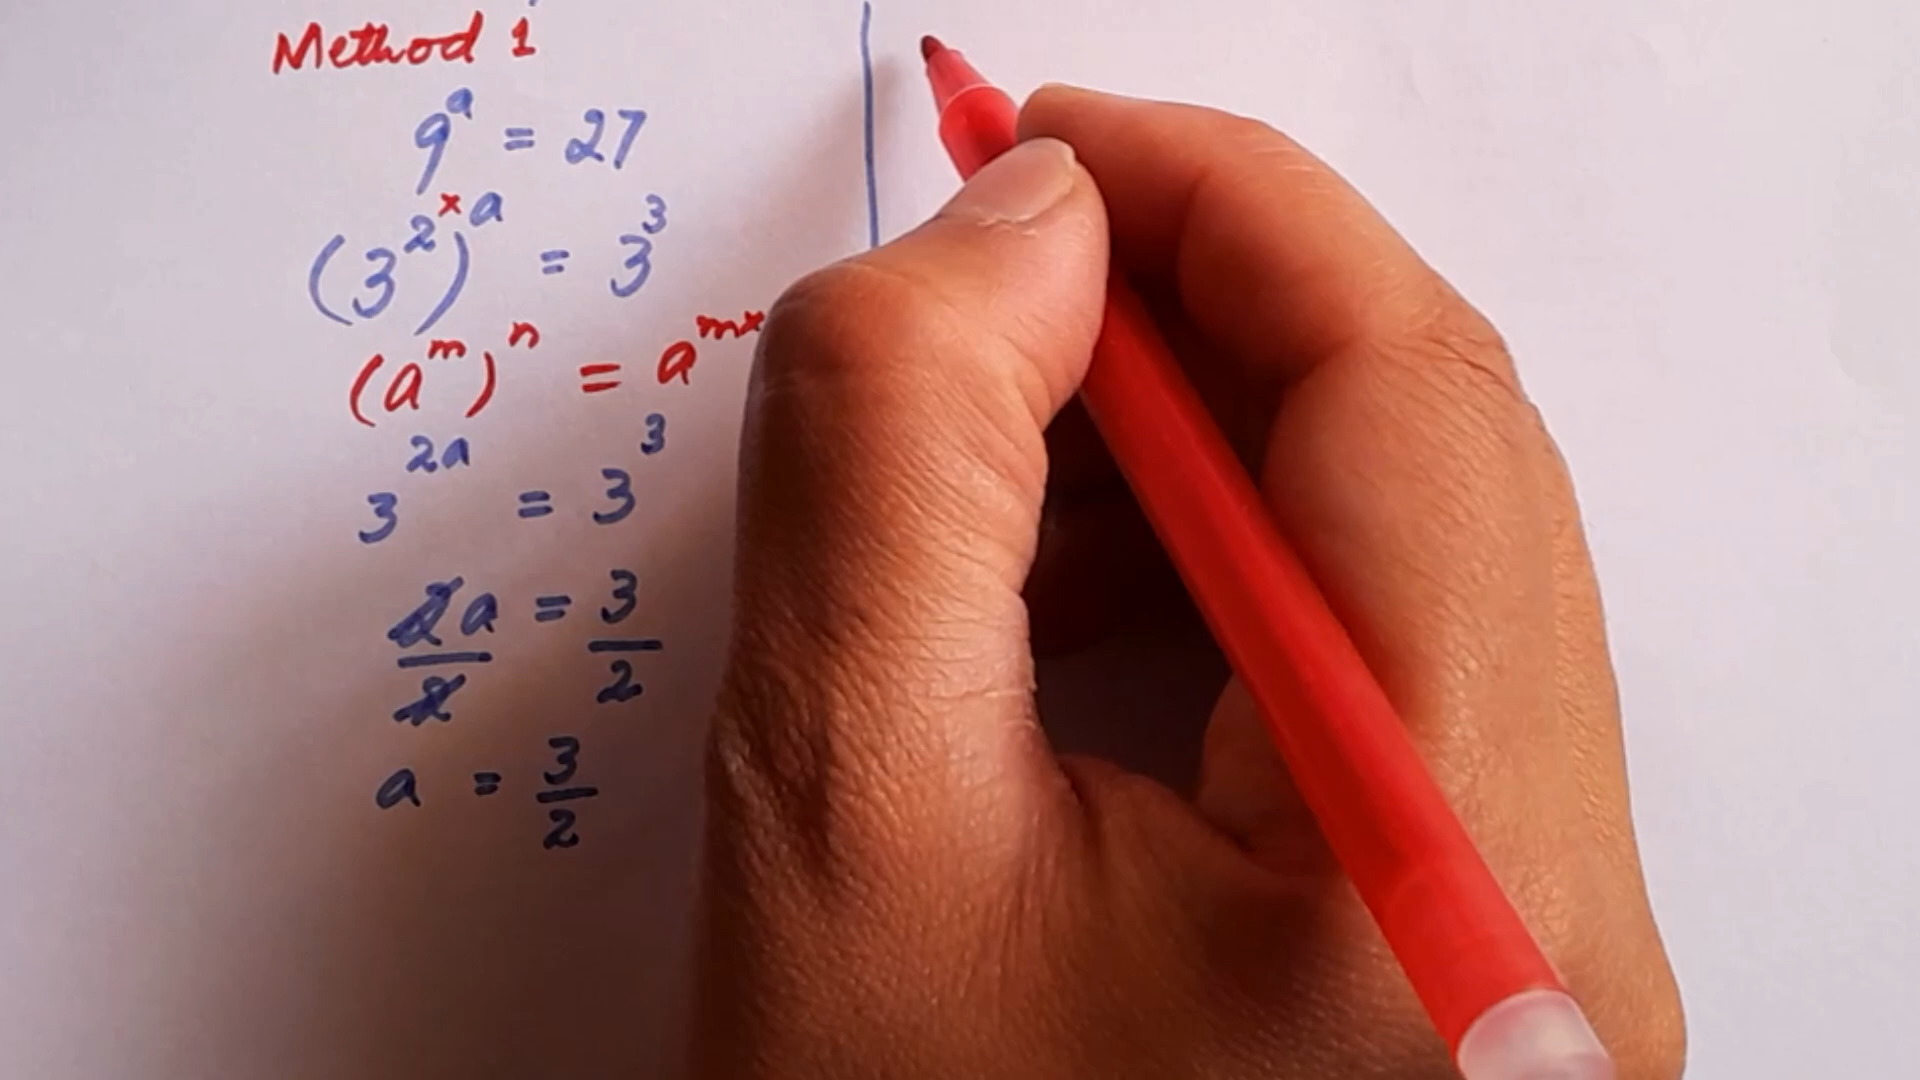 Method 1
9^a = 27
(3^2)^{×a} = 3^3
(a^m)^n = a^{m×
3^{2a} = 3^3
2a/2 = 3/2
a = 3/2